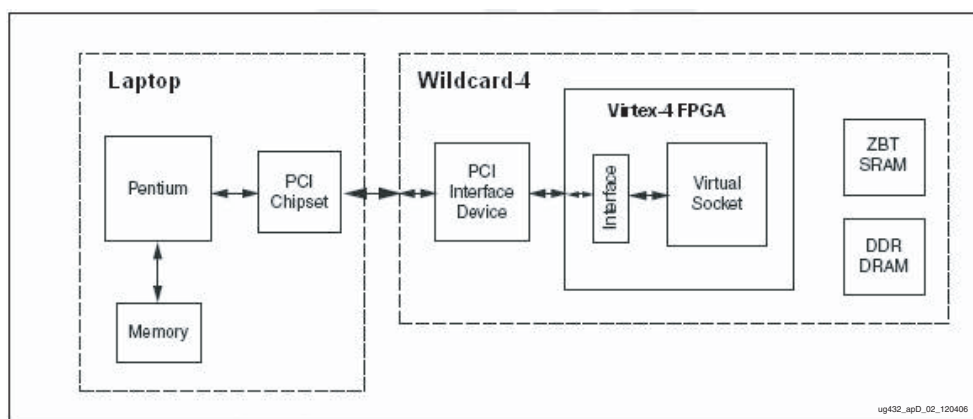 Laptop
Wildcard-4
Virtex-4 FPGA
Pentium
PCI
Chipset
PCI
Interface
Device
Interface
Virtual
Socket
ZBT
SRAM
DDR
DRAM
Memory
ug432_apD_02_120406